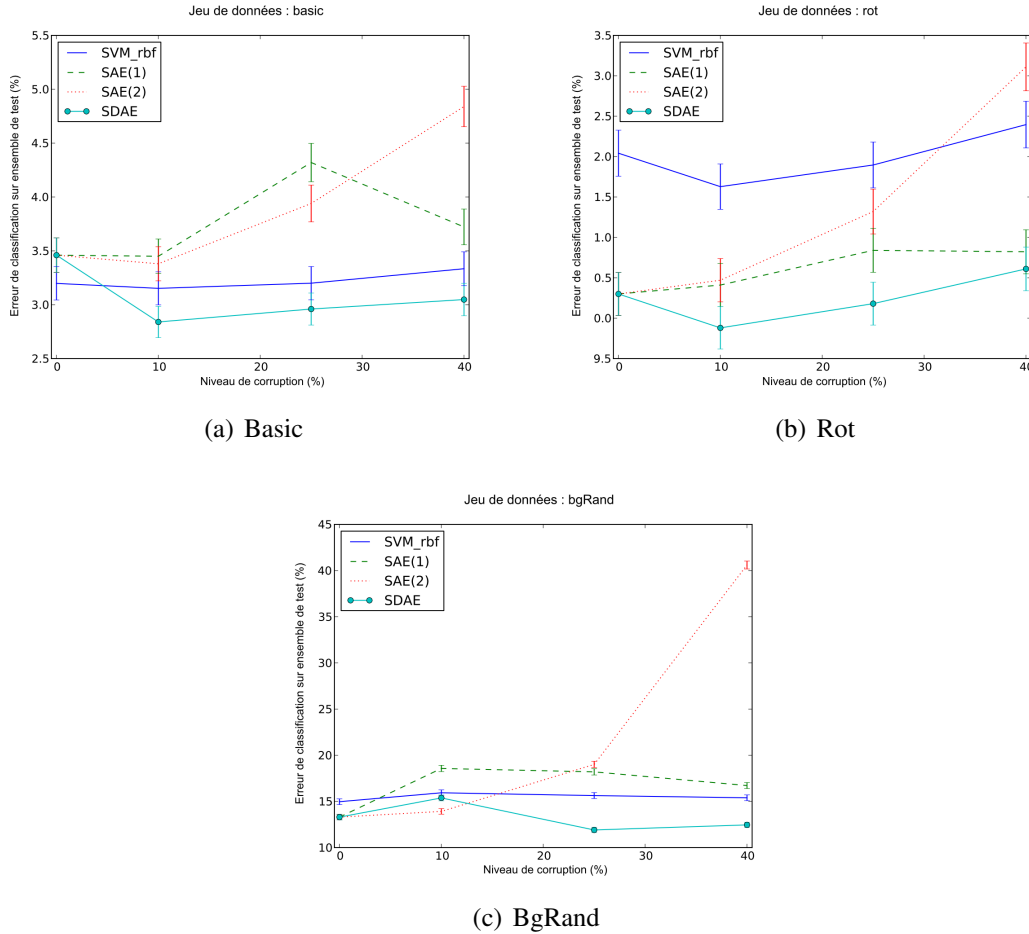 Jeu de données : basic
5.5
5.0
4.5
4.0
3.5
3.0
2.5
0
10
20
30
40
Erreur de classification sur ensemble de test (%)
Niveau de corruption (%)
SVM_rbf
SAE(1)
SAE(2)
SDAE
(a) Basic
Jeu de données : rot
3.5
3.0
2.5
2.0
1.5
1.0
0.5
0.0
9.5
0
10
20
30
40
Erreur de classification sur ensemble de test (%)
Niveau de corruption (%)
SVM_rbf
SAE(1)
SAE(2)
SDAE
(b) Rot
Jeu de données : bgRand
45
40
35
30
25
20
15
10
0
10
20
30
40
Erreur de classification sur ensemble de test (%)
Niveau de corruption (%)
SVM_rbf
SAE(1)
SAE(2)
SDAE
(c) BgRand